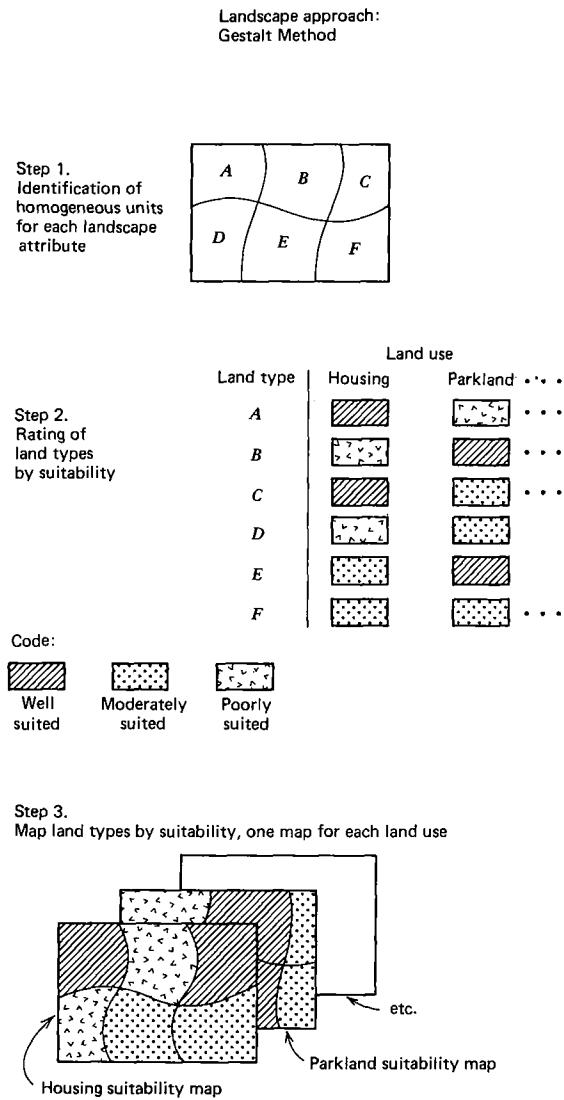 Landscape approach:
Gestalt Method
Step 1.
Identification of
homogeneous units
for each landscape
attribute
A
B
C
D
E
F
Land use
Land type
Housing
Parkland . . .
Step 2.
Rating of
land types
by suitability
A . . .
B . . .
C . . .
D
E
F . . .
Code:
Well
suited
Moderately
suited
Poorly
suited
Step 3.
Map land types by suitability, one map for each land use
etc.
Parkland suitability map
Housing suitability map